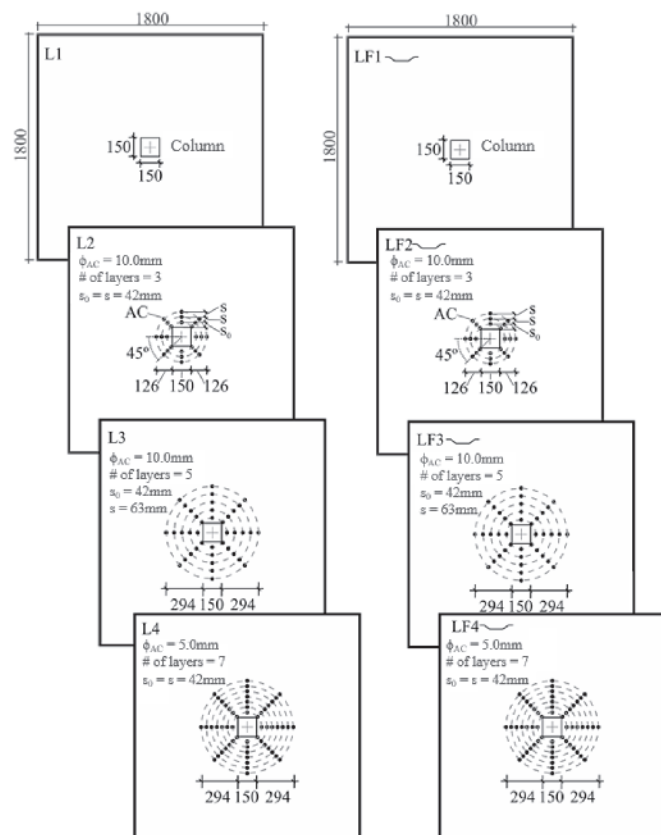 1800
1800
L1
150
Column
150
L2
ϕAC = 10.0mm
# of layers = 3
s0 = s = 42mm
AC
s
s
s0
45º
126 150 126
L3
ϕAC = 10.0mm
# of layers = 5
s0 = 42mm
s = 63mm
294 150 294
L4
ϕAC = 5.0mm
# of layers = 7
s0 = s = 42mm
294 150 294
1800
1800
LF1
150
Column
150
LF2
ϕAC = 10.0mm
# of layers = 3
s0 = s = 42mm
AC
s
s
s0
45º
126 150 126
LF3
ϕAC = 10.0mm
# of layers = 5
s0 = 42mm
s = 63mm
294 150 294
LF4
ϕAC = 5.0mm
# of layers = 7
s0 = s = 42mm
294 150 294